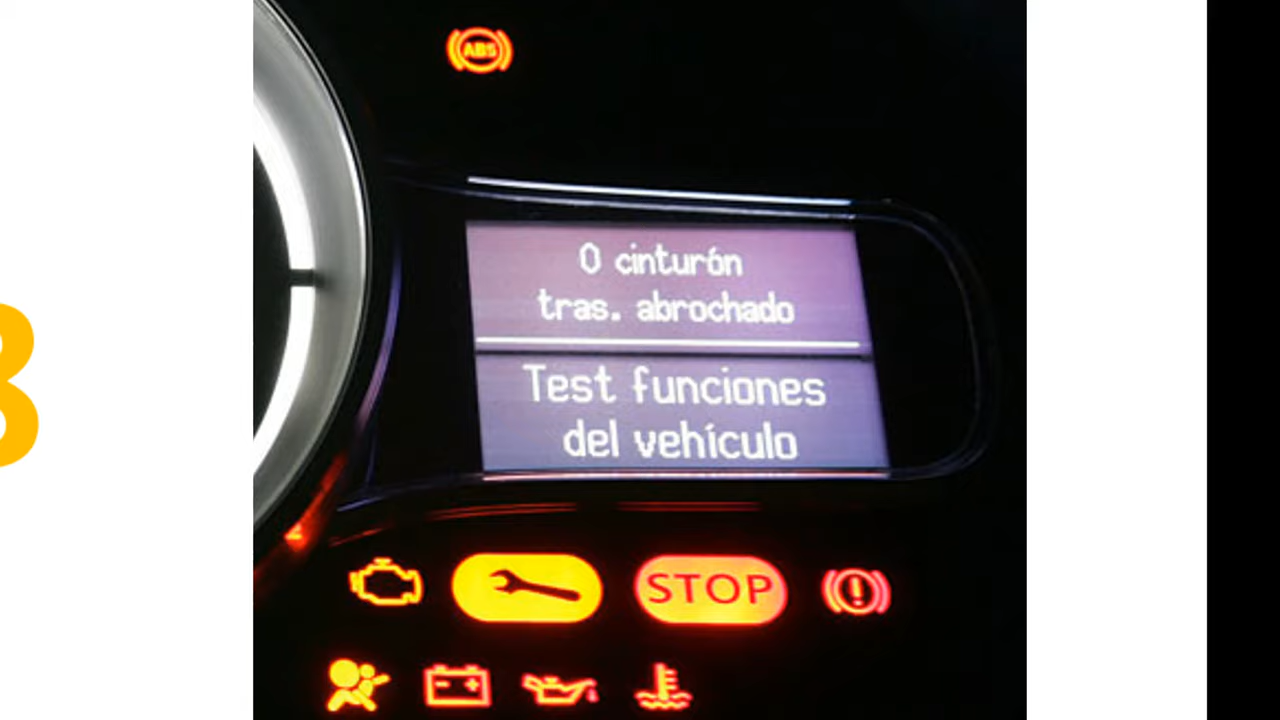 ABS
0 cinturón
tras. abrochado
Test funciones
del vehículo
STOP